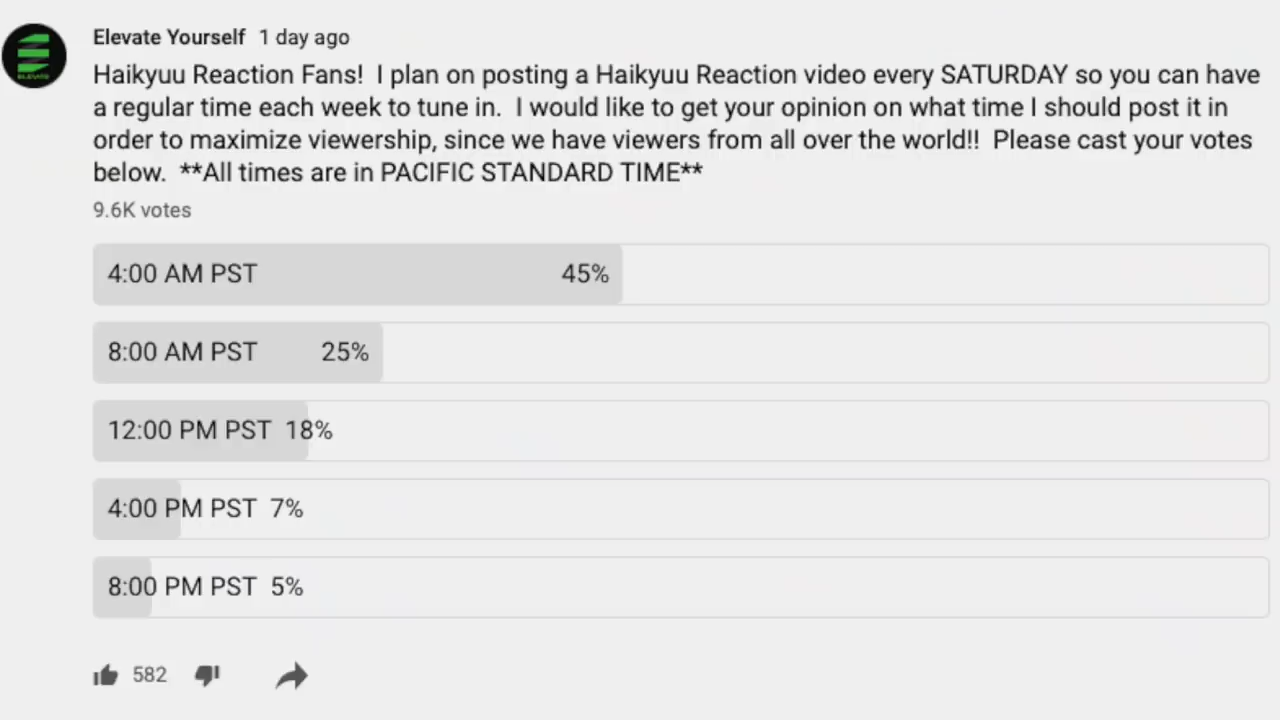 Elevate Yourself 1 day ago
Haikyuu Reaction Fans!  I plan on posting a Haikyuu Reaction video every SATURDAY so you can have
a regular time each week to tune in.  I would like to get your opinion on what time I should post it in
order to maximize viewership, since we have viewers from all over the world!!  Please cast your votes
below.  **All times are in PACIFIC STANDARD TIME**
9.6K votes
4:00 AM PST 45%
8:00 AM PST 25%
12:00 PM PST 18%
4:00 PM PST 7%
8:00 PM PST 5%
582